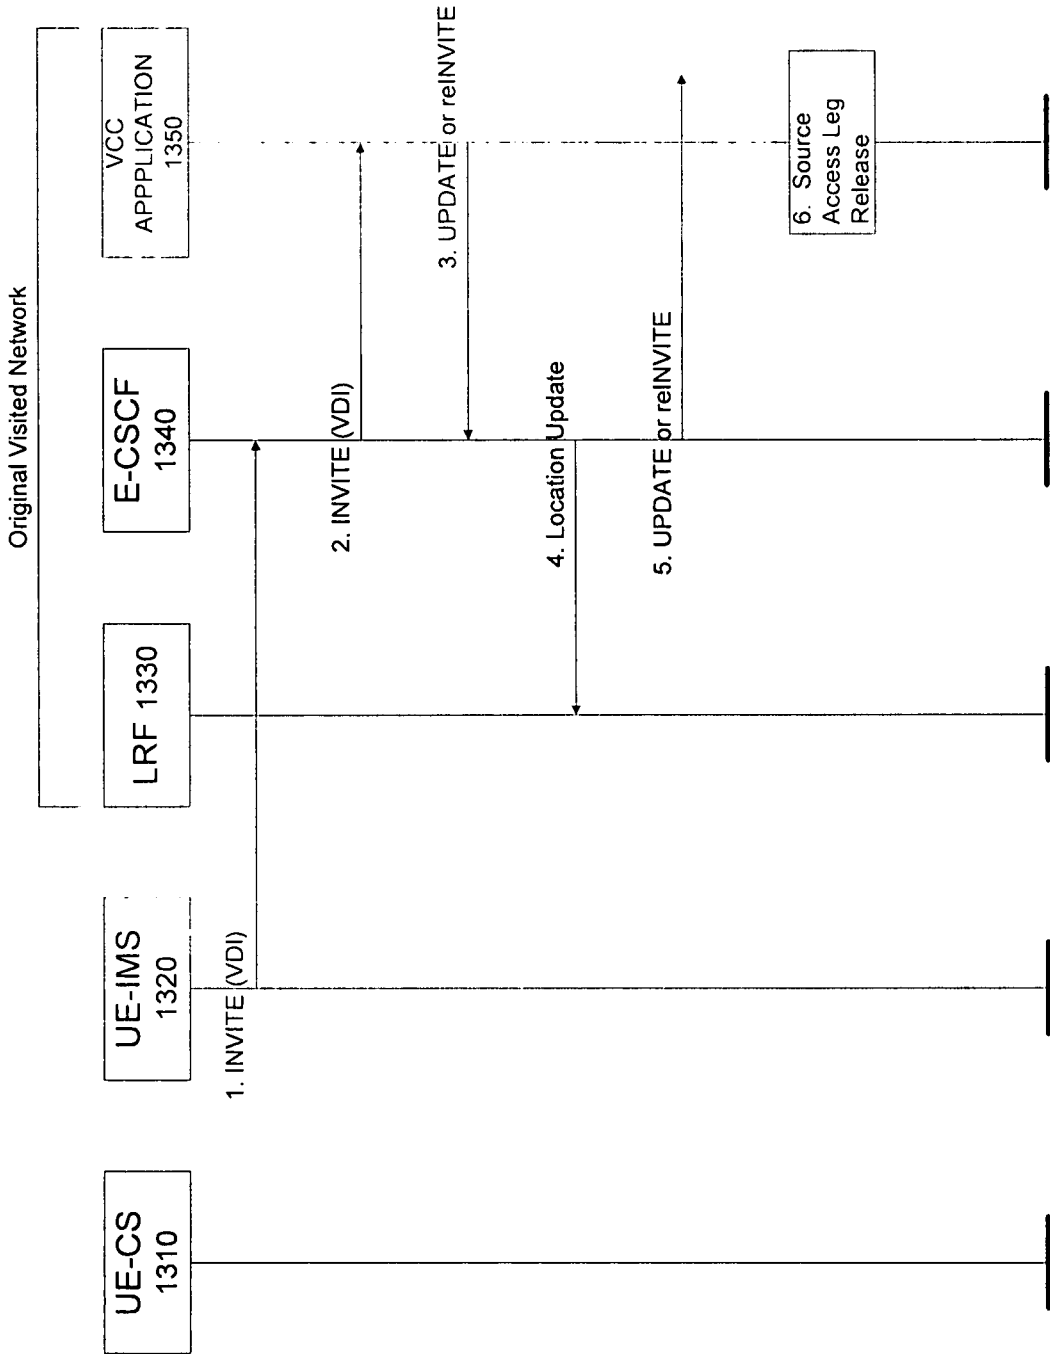 Original Visited Network
UE-CS
1310
UE-IMS
1320
LRF 1330
E-CSCF
1340
VCC
APPPLICATION
1350
1. INVITE (VDI)
2. INVITE (VDI)
3. UPDATE or reINVITE
4. Location Update
5. UPDATE or reINVITE
6. Source
Access Leg
Release